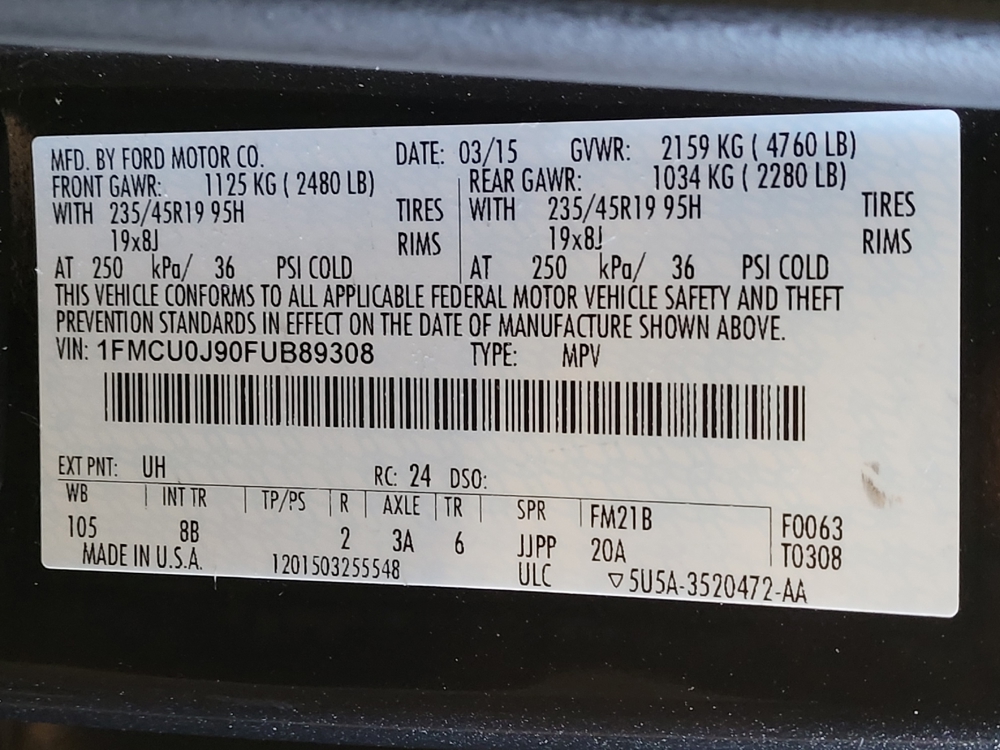 MFD. BY FORD MOTOR CO. DATE: 03/15 GVWR: 2159 KG ( 4760 LB)
FRONT GAWR: 1125 KG ( 2480 LB) REAR GAWR: 1034 KG ( 2280 LB)
WITH 235/45R19 95H TIRES WITH 235/45R19 95H TIRES
19x8J RIMS 19x8J RIMS
AT 250 kPa/ 36 PSI COLD AT 250 kPa/ 36 PSI COLD
THIS VEHICLE CONFORMS TO ALL APPLICABLE FEDERAL MOTOR VEHICLE SAFETY AND THEFT
PREVENTION STANDARDS IN EFFECT ON THE DATE OF MANUFACTURE SHOWN ABOVE.
VIN: 1FMCU0J90FUB89308 TYPE: MPV
EXT PNT: UH RC: 24 DSO:
WB INT TR TP/PS R AXLE TR SPR FM21B F0063
105 8B 2 3A 6 JJPP 20A T0308
MADE IN U.S.A. 1201503255548 ULC ▽5U5A-3520472-AA